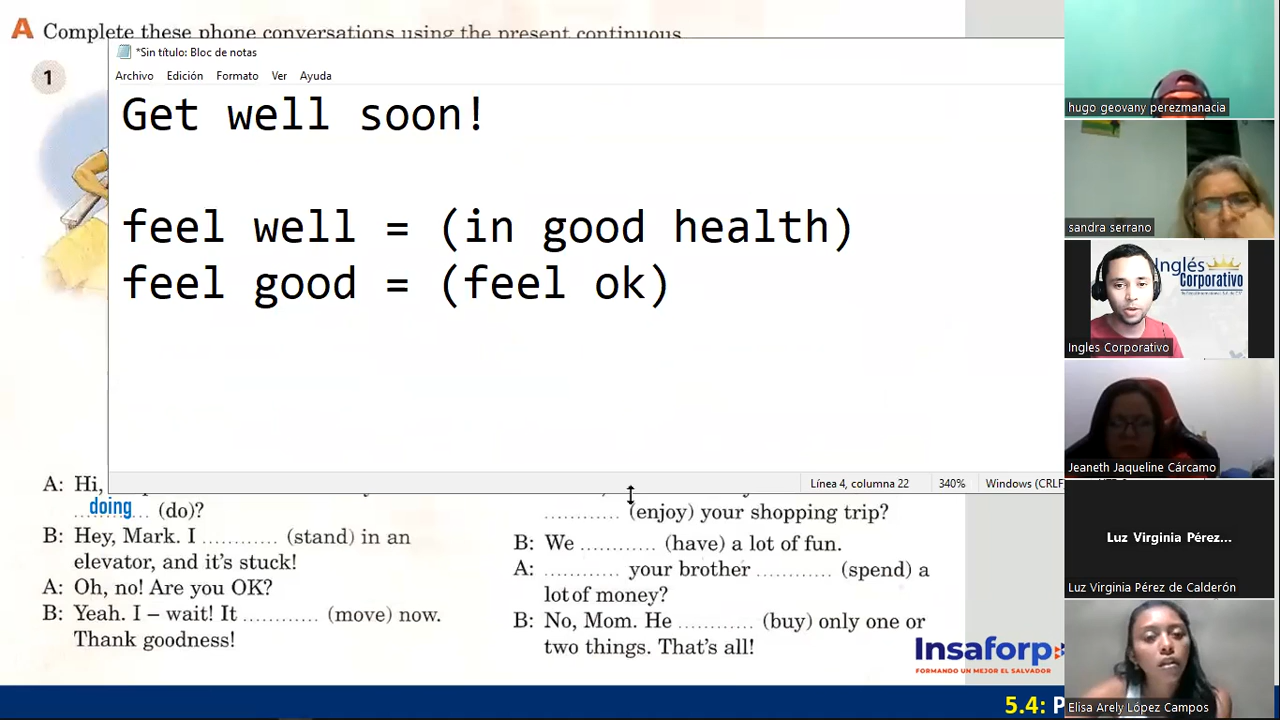 A Complete these phone conversations using the present continuous.
*Sin título: Bloc de notas
Archivo Edición Formato Ver Ayuda
1
Get well soon!
feel well = (in good health)
feel good = (feel ok)
Línea 4, columna 22 340% Windows (CRLF
A: Hi,
doing (do)?
B: Hey, Mark. I ............ (stand) in an
elevator, and it's stuck!
A: Oh, no! Are you OK?
B: Yeah. I – wait! It ............ (move) now.
Thank goodness!
............ (enjoy) your shopping trip?
B: We ............ (have) a lot of fun.
A: ............ your brother ............ (spend) a
lot of money?
B: No, Mom. He ............ (buy) only one or
two things. That's all!
Insaforp
FORMANDO UN MEJOR EL SALVADOR
5.4: P
hugo geovany perezmanacia
sandra serrano
Inglés
Corporativo
Ingles Corporativo
Jeaneth Jaqueline Cárcamo
Luz Virginia Pérez...
Luz Virginia Pérez de Calderón
Elisa Arely López Campos